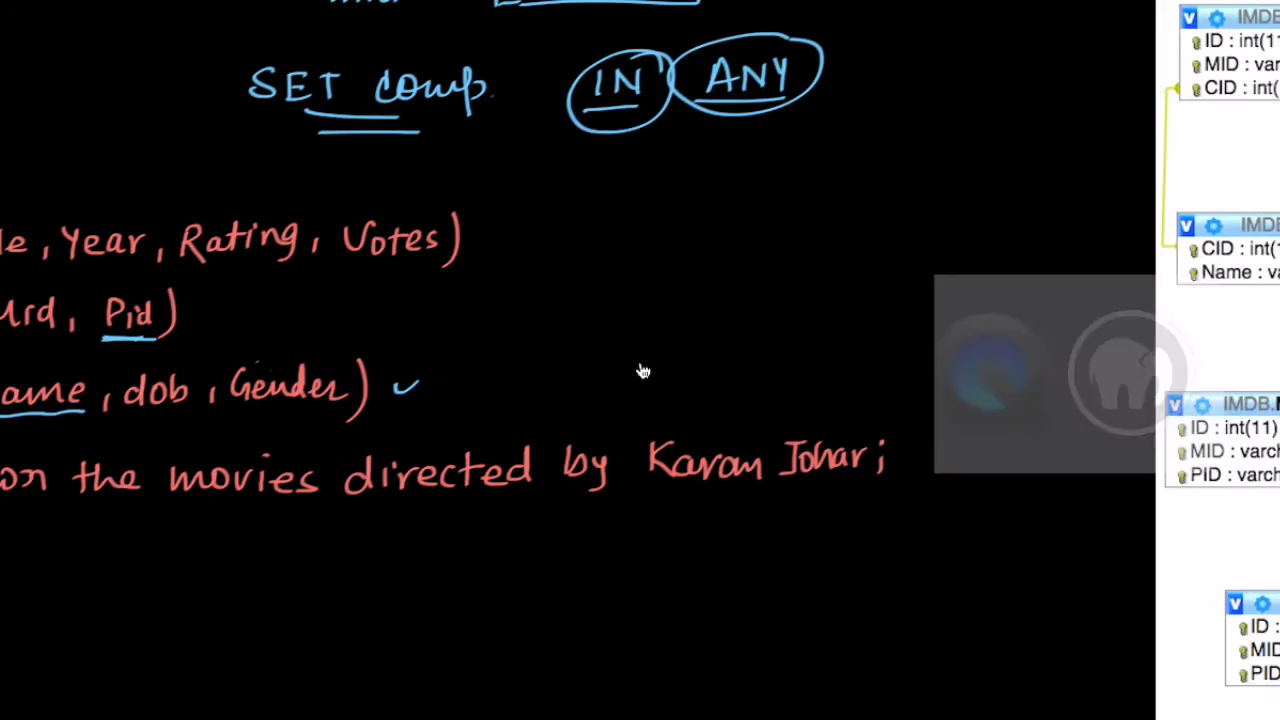 SET comp. IN ANY
le, Year, Rating, Votes)
Mid, Pid)
ame, dob, Gender) ✓
on the movies directed by Karan Johar;
IMDB
ID : int(11
MID : var
CID : int(
IMDB
CID : int(1
Name : va
IMDB.M
ID : int(11)
MID : varch
PID : varch
ID :
MID
PID